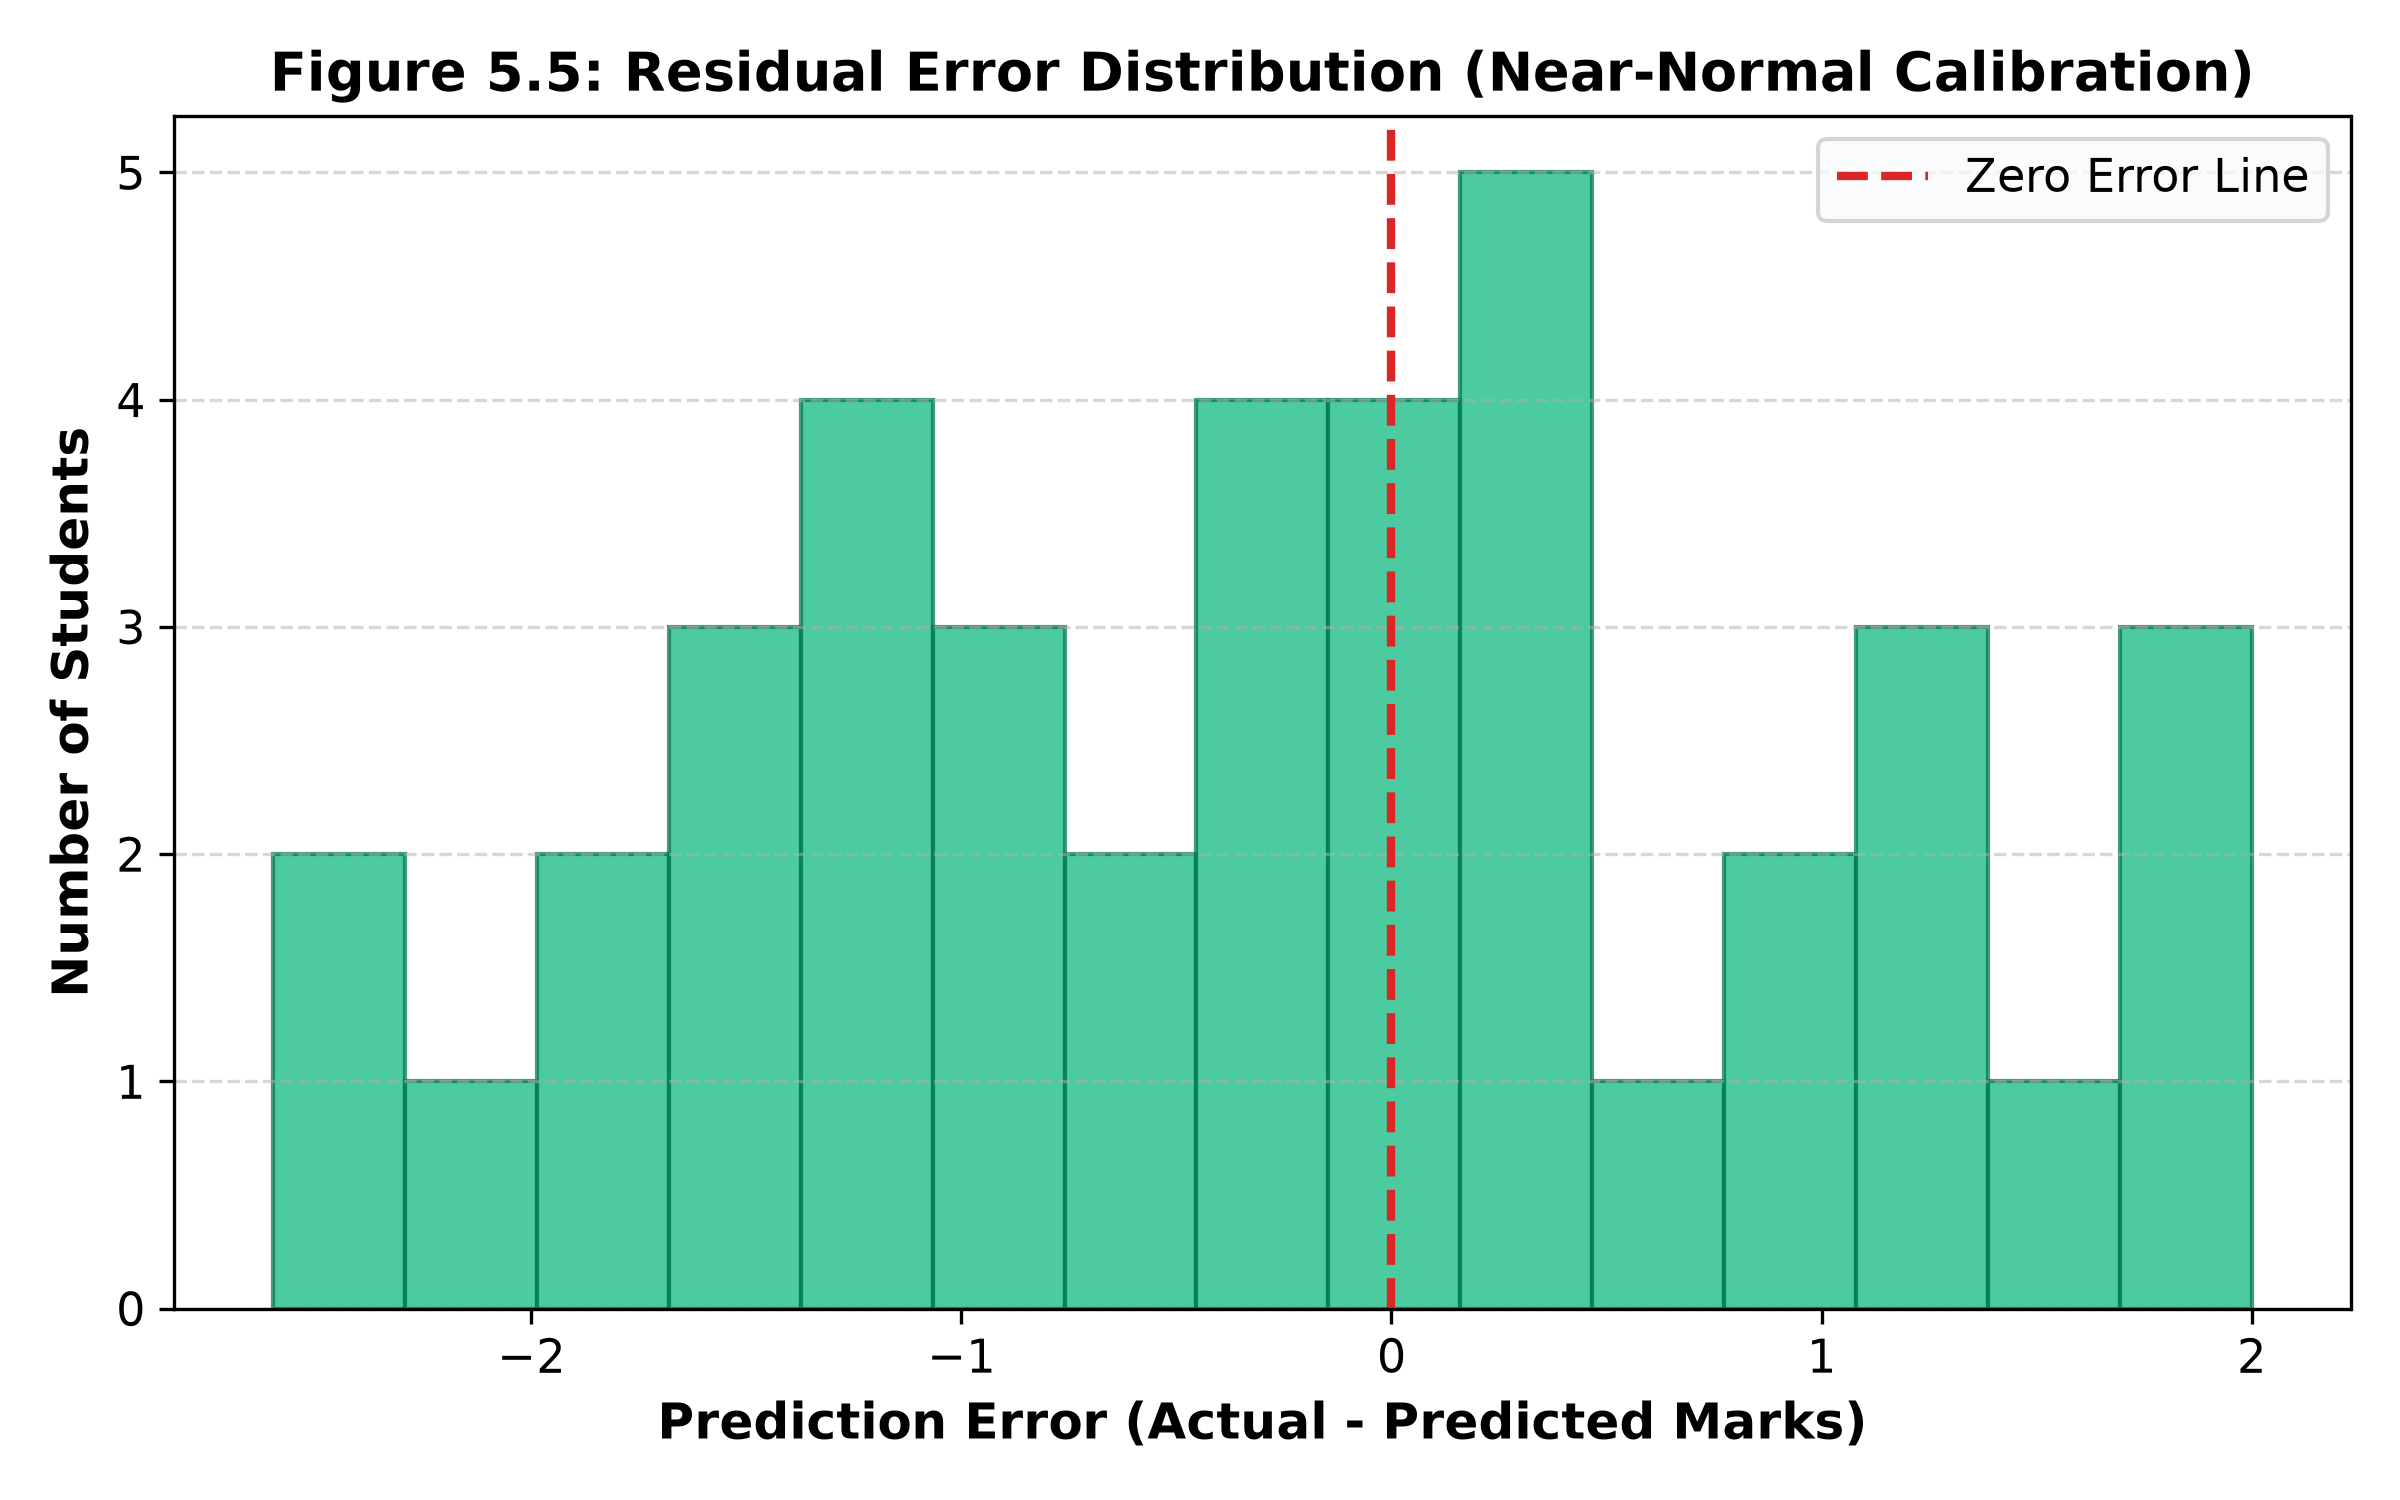 Figure 5.5: Residual Error Distribution (Near-Normal Calibration)
Zero Error Line
Number of Students
5
4
3
2
1
0
−2
−1
0
1
2
Prediction Error (Actual - Predicted Marks)